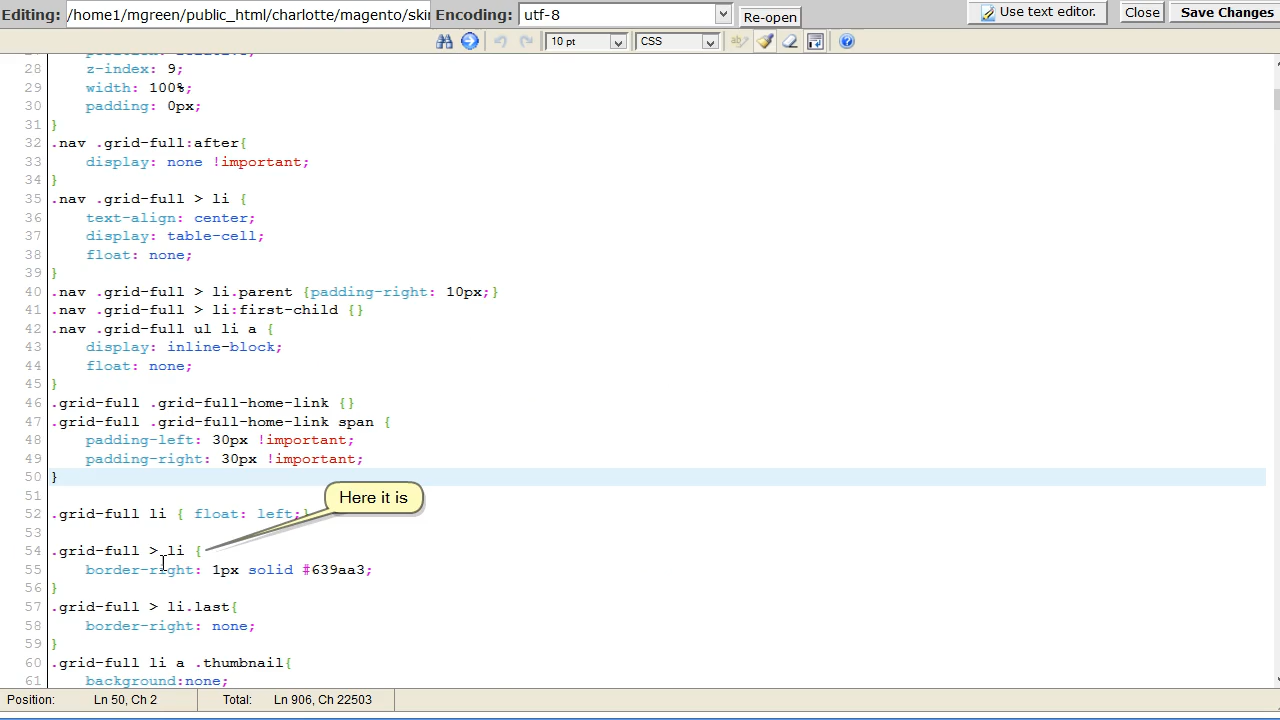 Editing: /home1/mgreen/public_html/charlotte/magento/skin Encoding: utf-8 Re-open Use text editor. Close Save Changes
10 pt CSS
28 z-index: 9;
29 width: 100%;
30 padding: 0px;
31 }
32 .nav .grid-full:after{
33 display: none !important;
34 }
35 .nav .grid-full > li {
36 text-align: center;
37 display: table-cell;
38 float: none;
39 }
40 .nav .grid-full > li.parent {padding-right: 10px;}
41 .nav .grid-full > li:first-child {}
42 .nav .grid-full ul li a {
43 display: inline-block;
44 float: none;
45 }
46 .grid-full .grid-full-home-link {}
47 .grid-full .grid-full-home-link span {
48 padding-left: 30px !important;
49 padding-right: 30px !important;
50 }
51
Here it is
52 .grid-full li { float: left;}
53
54 .grid-full > li {
55 border-right: 1px solid #639aa3;
56 }
57 .grid-full > li.last{
58 border-right: none;
59 }
60 .grid-full li a .thumbnail{
61 background:none;
Position: Ln 50, Ch 2 Total: Ln 906, Ch 22503